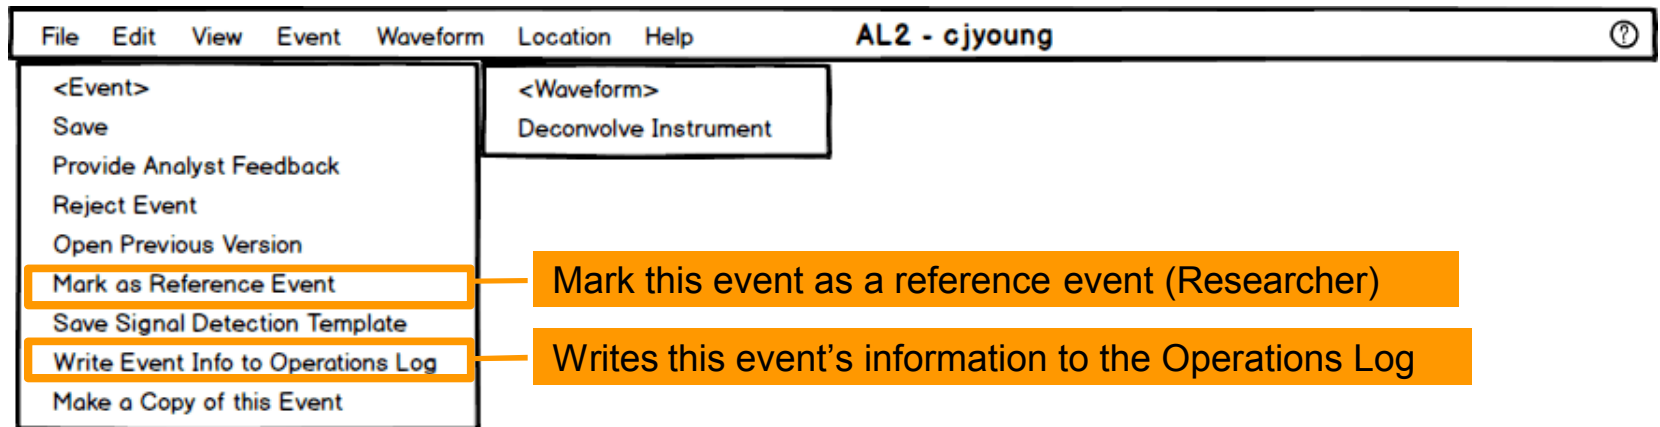 File Edit View Event Waveform Location Help AL2 - cjyoung ?
<Event>
Save
Provide Analyst Feedback
Reject Event
Open Previous Version
Mark as Reference Event
Save Signal Detection Template
Write Event Info to Operations Log
Make a Copy of this Event
<Waveform>
Deconvolve Instrument
Mark this event as a reference event (Researcher)
Writes this event’s information to the Operations Log